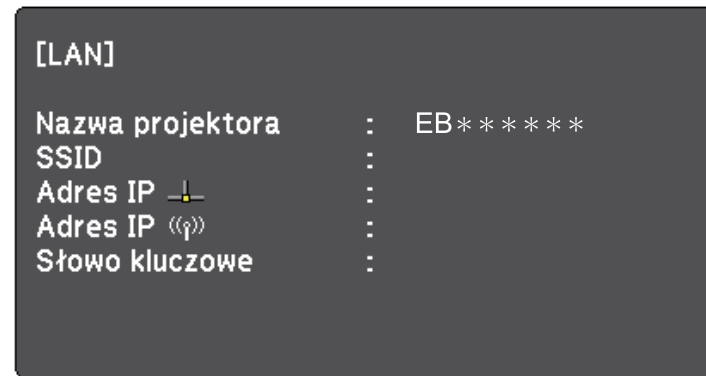 [LAN]
Nazwa projektora : EB******
SSID :
Adres IP :
Adres IP :
Słowo kluczowe :